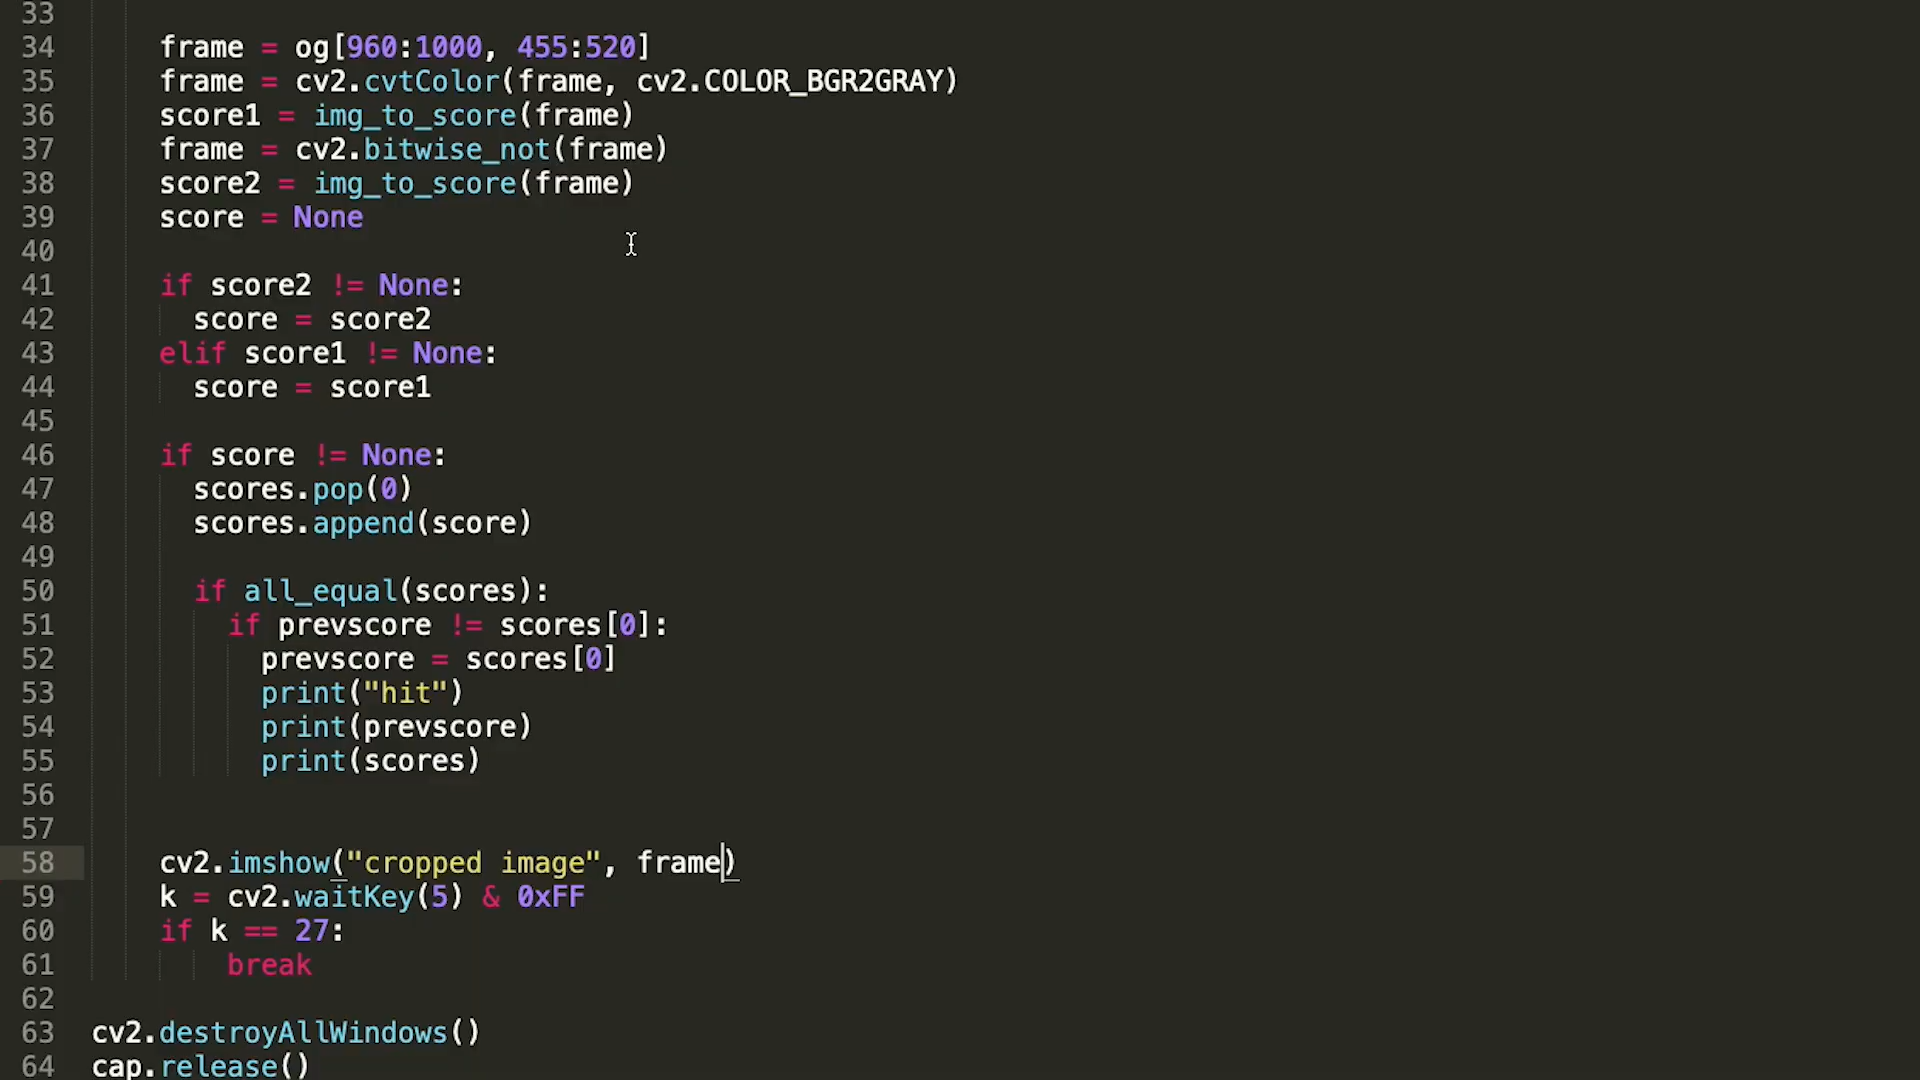 33
34 frame = og[960:1000, 455:520]
35 frame = cv2.cvtColor(frame, cv2.COLOR_BGR2GRAY)
36 score1 = img_to_score(frame)
37 frame = cv2.bitwise_not(frame)
38 score2 = img_to_score(frame)
39 score = None
40
41 if score2 != None:
42 score = score2
43 elif score1 != None:
44 score = score1
45
46 if score != None:
47 scores.pop(0)
48 scores.append(score)
49
50 if all_equal(scores):
51 if prevscore != scores[0]:
52 prevscore = scores[0]
53 print("hit")
54 print(prevscore)
55 print(scores)
56
57
58 cv2.imshow("cropped image", frame)
59 k = cv2.waitKey(5) & 0xFF
60 if k == 27:
61 break
62
63 cv2.destroyAllWindows()
64 cap.release()